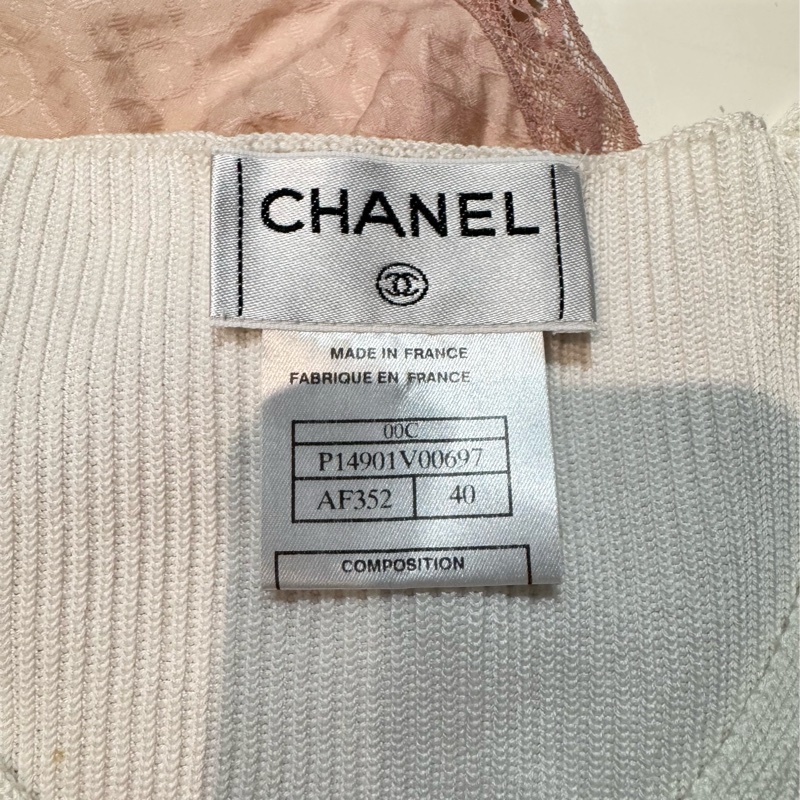 CHANEL
MADE IN FRANCE
FABRIQUE EN FRANCE
00C
P14901V00697
AF352 40
COMPOSITION